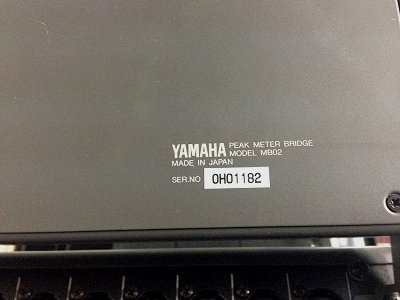 YAMAHA PEAK METER BRIDGE
MODEL MB02
MADE IN JAPAN
SER.NO OH01182